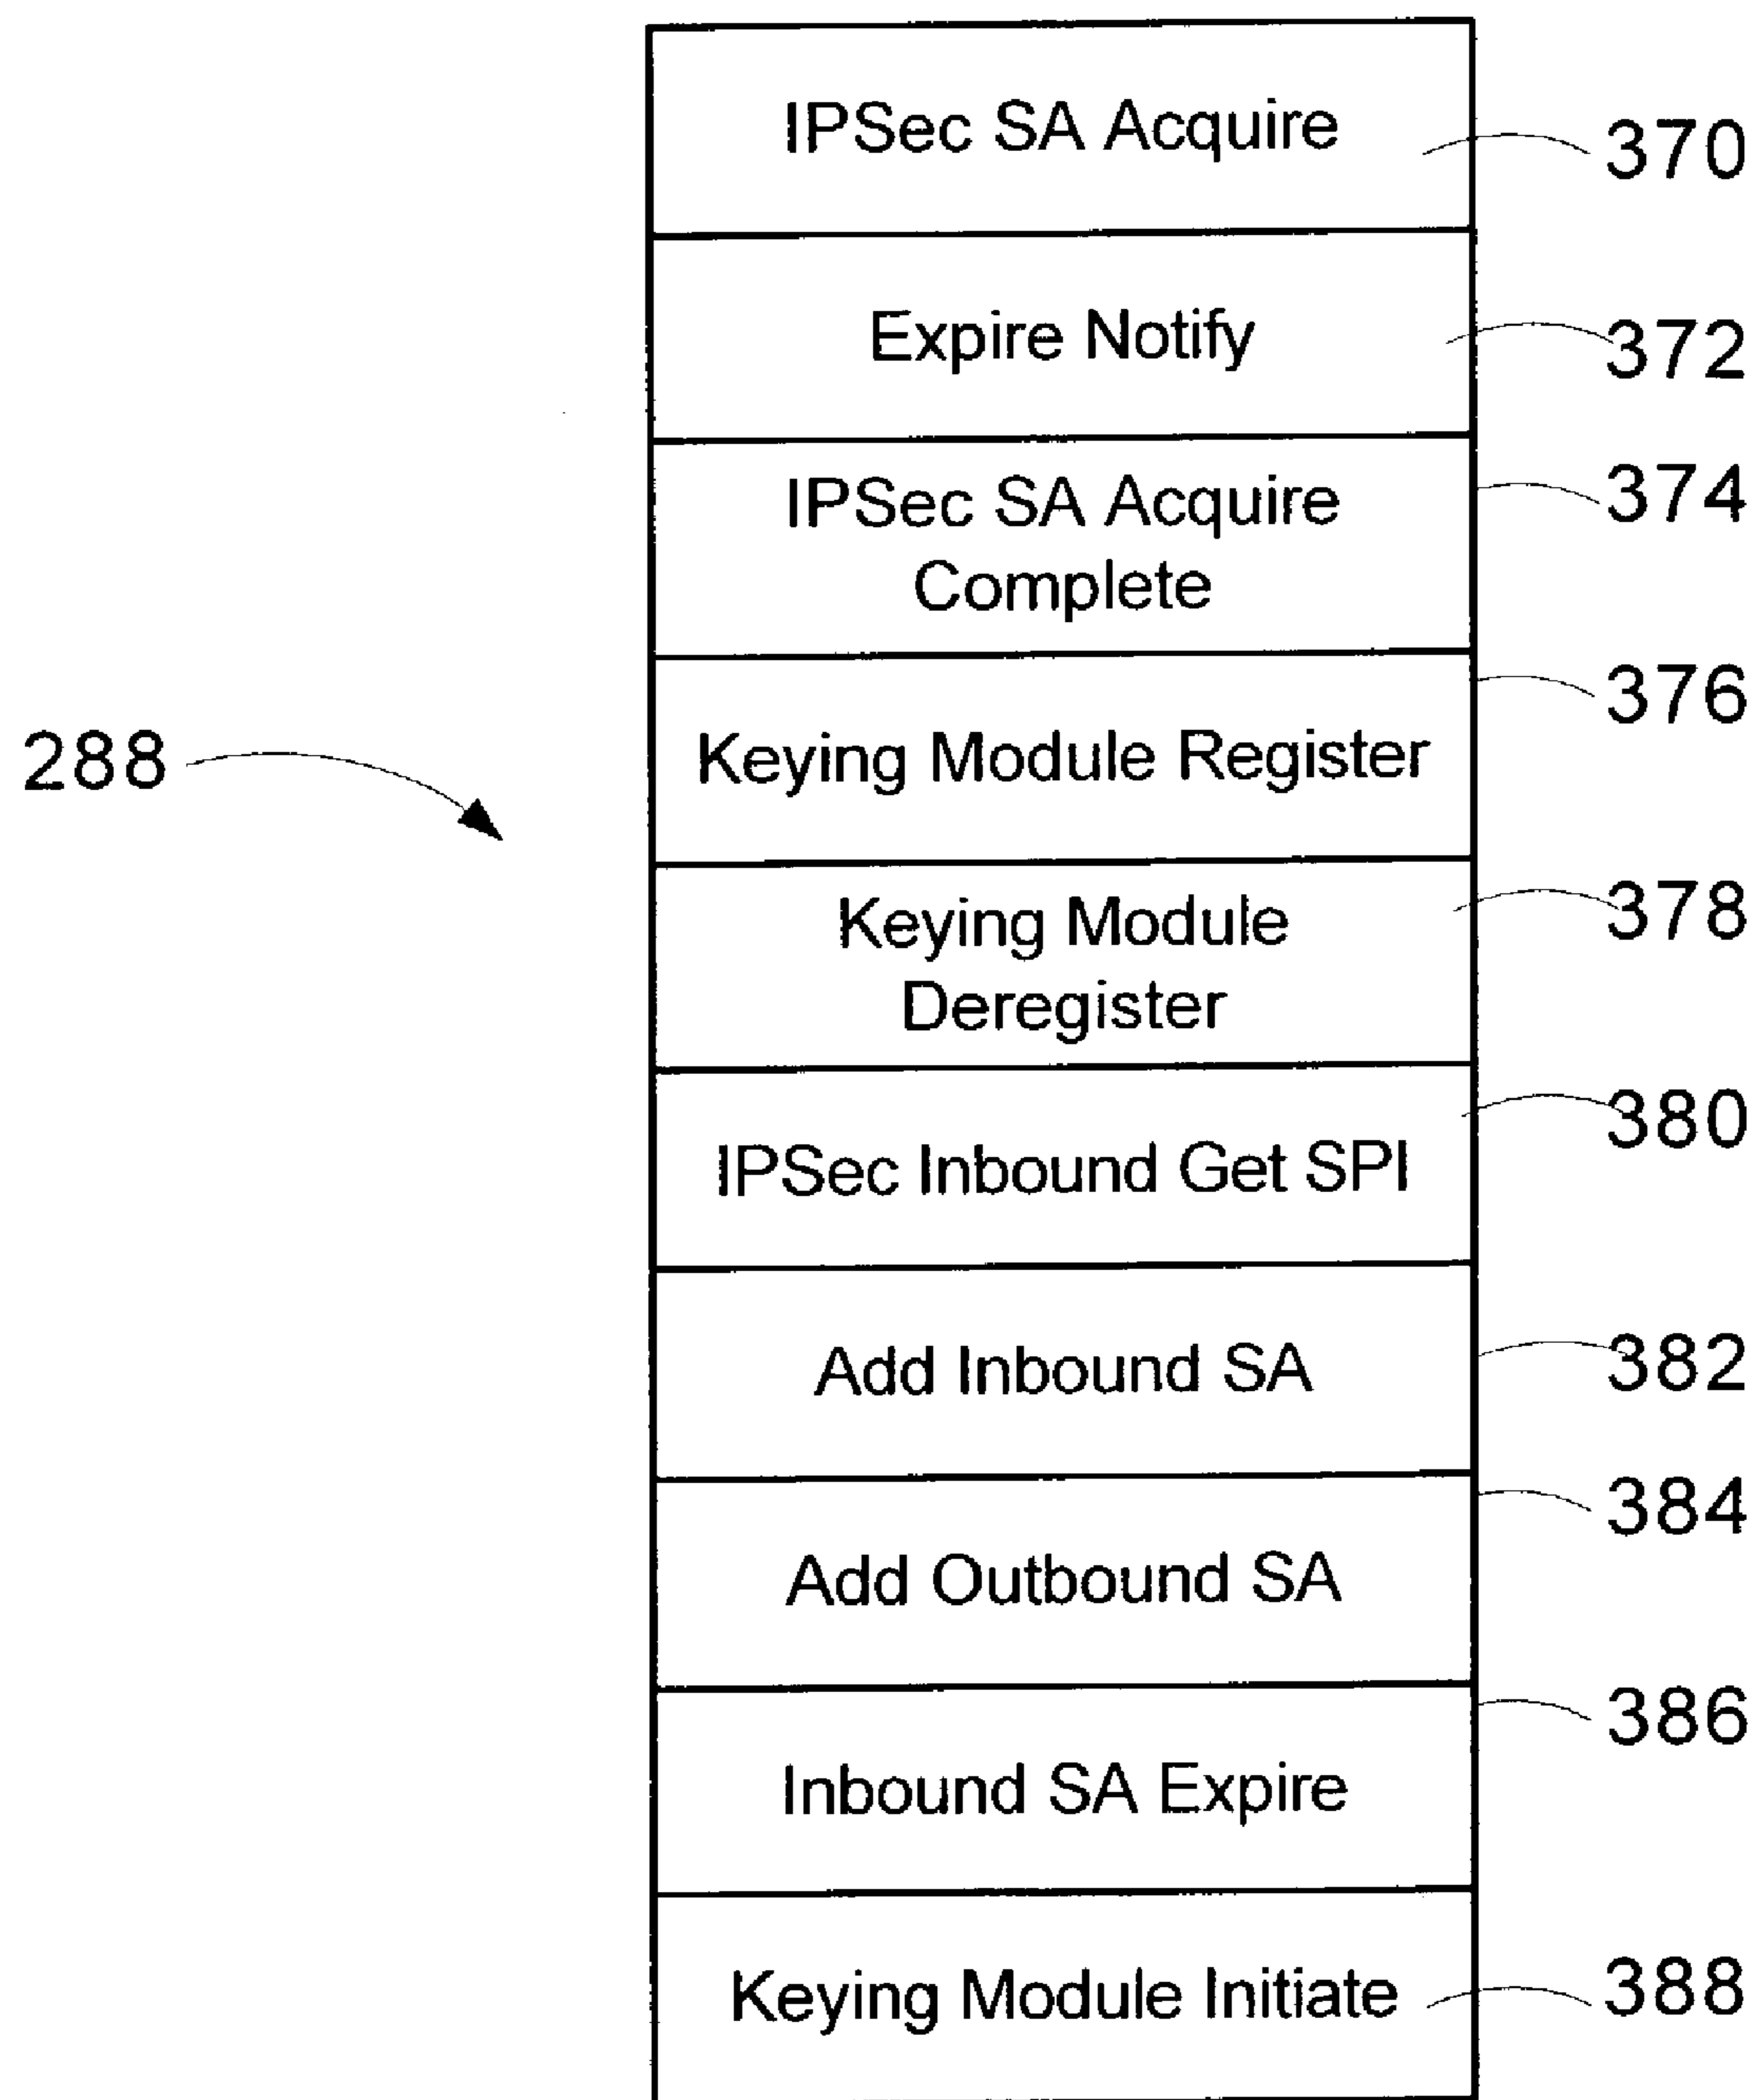 IPSec SA Acquire
370
Expire Notify
372
IPSec SA Acquire
Complete
374
Keying Module Register
376
288
Keying Module
Deregister
378
IPSec Inbound Get SPI
380
Add Inbound SA
382
Add Outbound SA
384
Inbound SA Expire
386
Keying Module Initiate
388